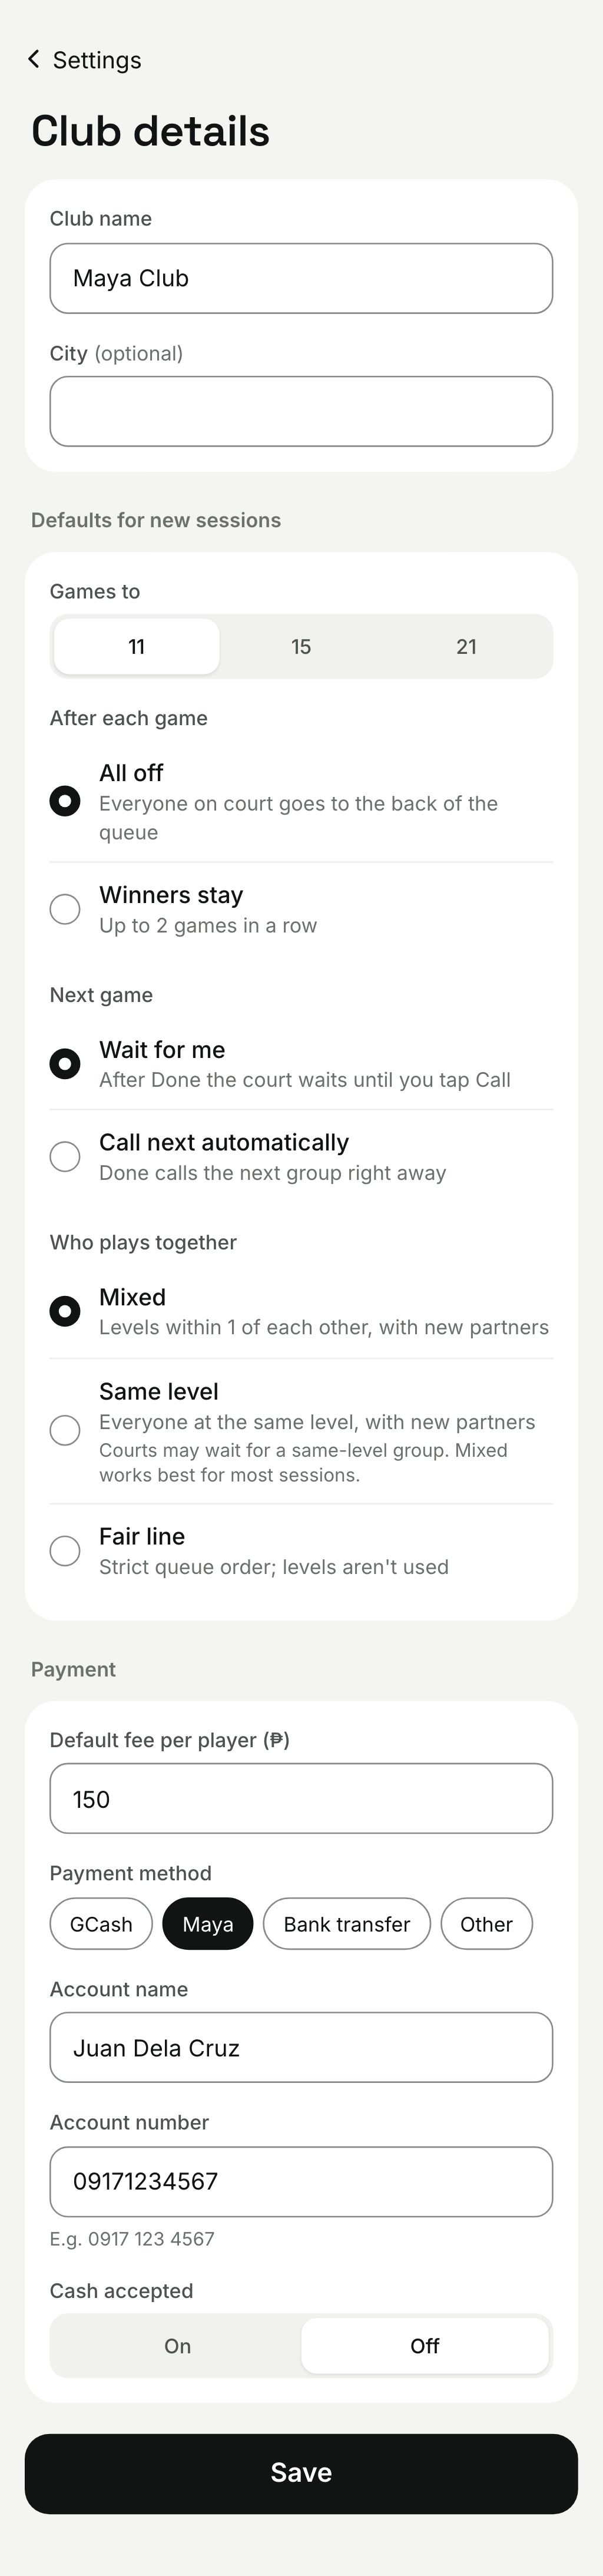 Settings
Club details
Club name
Maya Club
City (optional)
Defaults for new sessions
Games to
11 15 21
After each game
All off
Everyone on court goes to the back of the
queue
Winners stay
Up to 2 games in a row
Next game
Wait for me
After Done the court waits until you tap Call
Call next automatically
Done calls the next group right away
Who plays together
Mixed
Levels within 1 of each other, with new partners
Same level
Everyone at the same level, with new partners
Courts may wait for a same-level group. Mixed
works best for most sessions.
Fair line
Strict queue order; levels aren't used
Payment
Default fee per player (₱)
150
Payment method
GCash Maya Bank transfer Other
Account name
Juan Dela Cruz
Account number
09171234567
E.g. 0917 123 4567
Cash accepted
On Off
Save